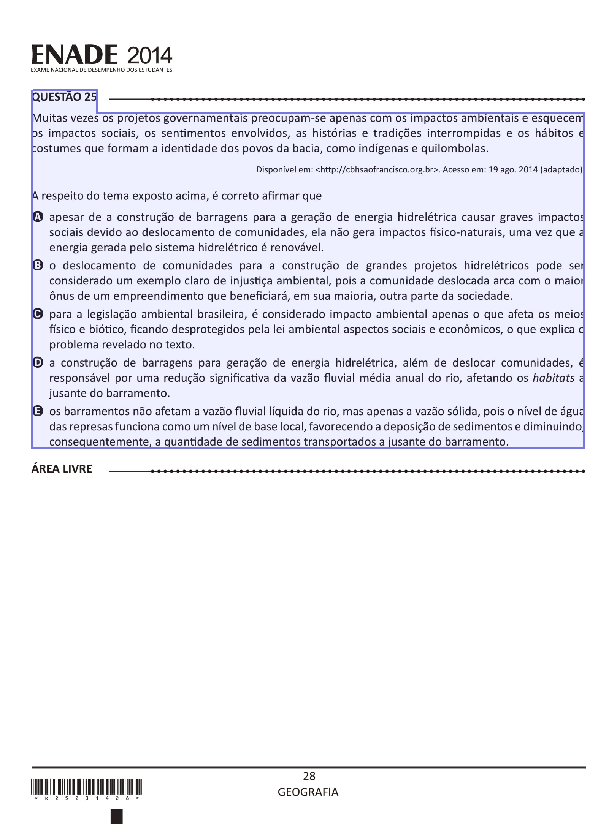 ENADE 2014
EXAME NACIONAL DE DESEMPENHO DOS ESTUDANTES
QUESTÃO 25
Muitas vezes os projetos governamentais preocupam-se apenas com os impactos ambientais e esquecem
os impactos sociais, os sentimentos envolvidos, as histórias e tradições interrompidas e os hábitos e
costumes que formam a identidade dos povos da bacia, como indígenas e quilombolas.
Disponível em: <http://cbhsaofrancisco.org.br>. Acesso em: 19 ago. 2014 (adaptado).
A respeito do tema exposto acima, é correto afirmar que
A apesar de a construção de barragens para a geração de energia hidrelétrica causar graves impactos
sociais devido ao deslocamento de comunidades, ela não gera impactos físico-naturais, uma vez que a
energia gerada pelo sistema hidrelétrico é renovável.
B o deslocamento de comunidades para a construção de grandes projetos hidrelétricos pode ser
considerado um exemplo claro de injustiça ambiental, pois a comunidade deslocada arca com o maior
ônus de um empreendimento que beneficiará, em sua maioria, outra parte da sociedade.
C para a legislação ambiental brasileira, é considerado impacto ambiental apenas o que afeta os meios
físico e biótico, ficando desprotegidos pela lei ambiental aspectos sociais e econômicos, o que explica o
problema revelado no texto.
D a construção de barragens para geração de energia hidrelétrica, além de deslocar comunidades, é
responsável por uma redução significativa da vazão fluvial média anual do rio, afetando os habitats a
jusante do barramento.
E os barramentos não afetam a vazão fluvial líquida do rio, mas apenas a vazão sólida, pois o nível de água
das represas funciona como um nível de base local, favorecendo a deposição de sedimentos e diminuindo,
consequentemente, a quantidade de sedimentos transportados a jusante do barramento.
ÁREA LIVRE
28
GEOGRAFIA